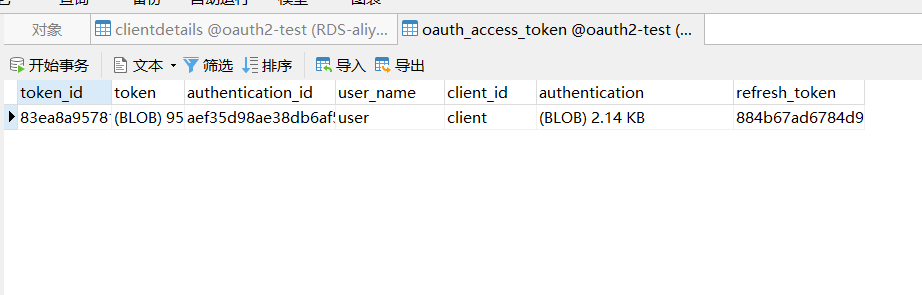 对象 clientdetails @oauth2-test (RDS-aliy... oauth_access_token @oauth2-test (...
开始事务 文本 筛选 排序 导入 导出
token_id token authentication_id user_name client_id authentication refresh_token
83ea8a9578 (BLOB) 95 aef35d98ae38db6af user client (BLOB) 2.14 KB 884b67ad6784d9